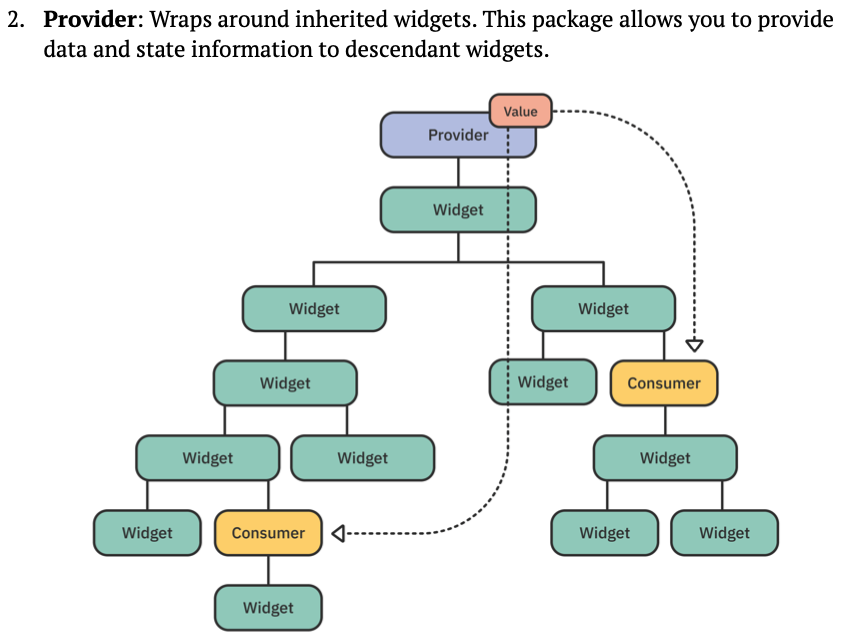 2. Provider: Wraps around inherited widgets. This package allows you to provide
data and state information to descendant widgets.
Value
Provider
Widget
Widget
Widget
Widget
Widget
Consumer
Widget
Widget
Widget
Widget
Consumer
Widget
Widget
Widget